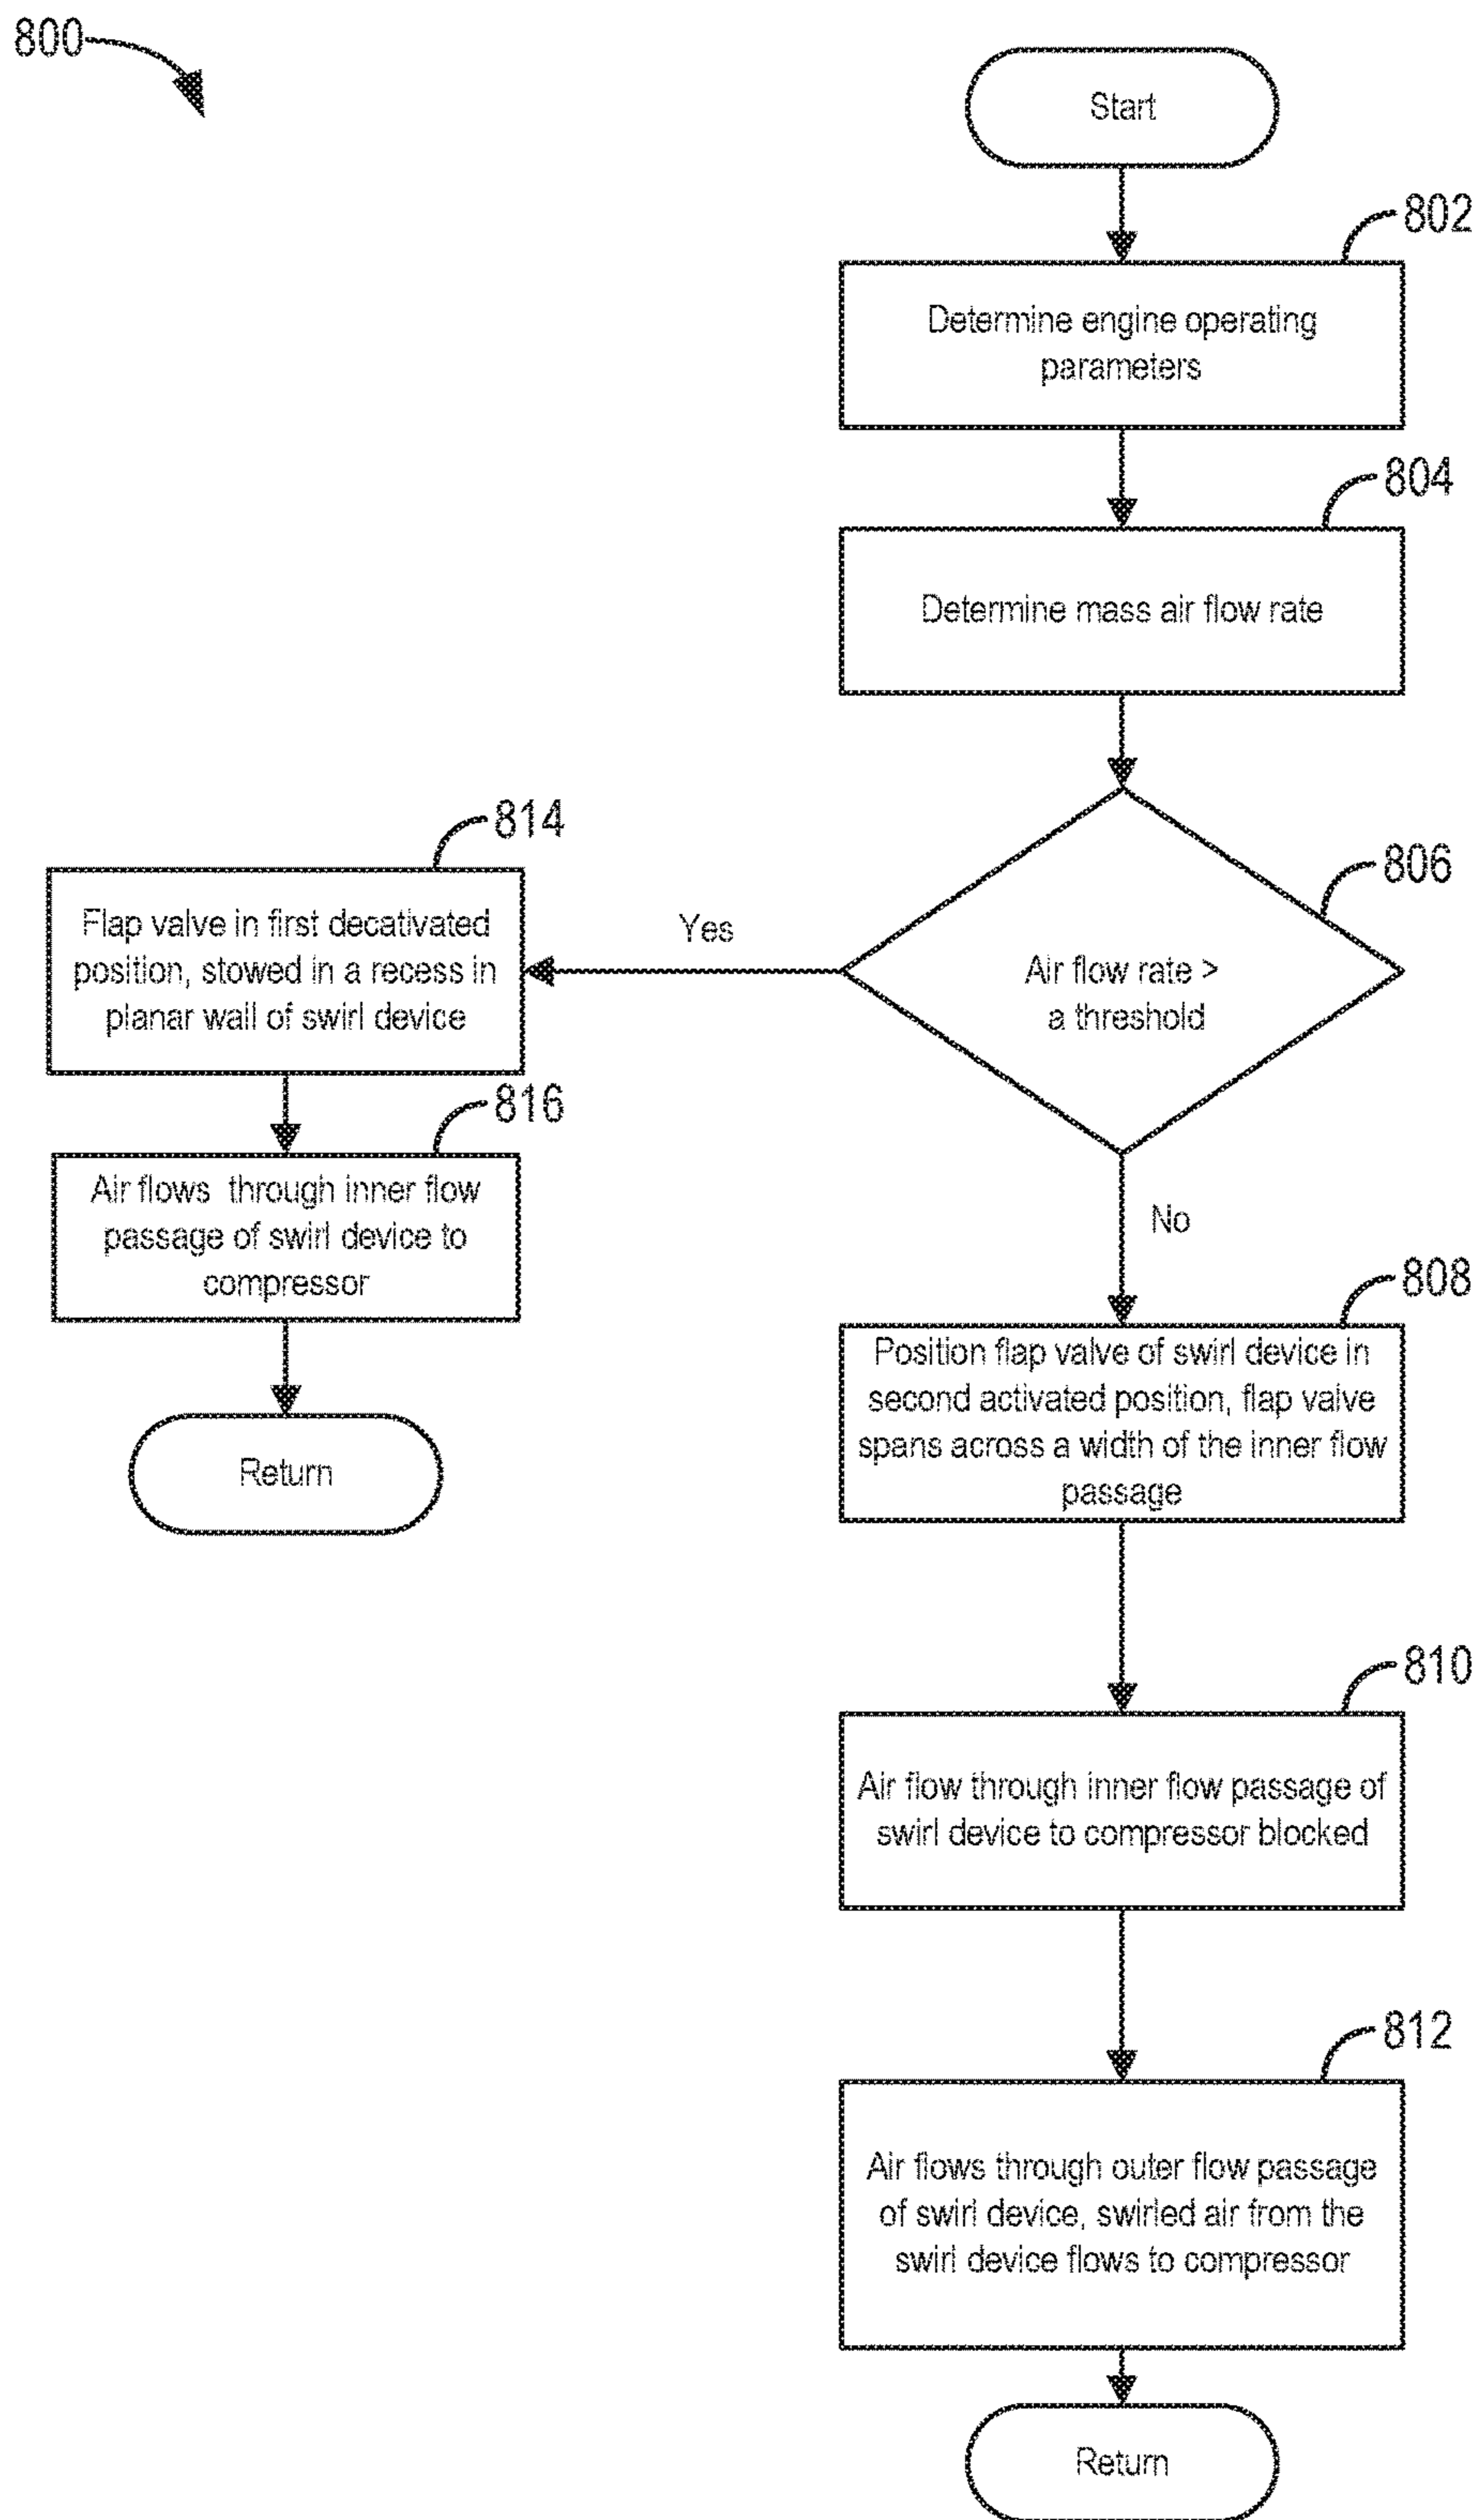 800
Start
802
Determine engine operating
parameters
804
Determine mass air flow rate
806
Air flow rate >
a threshold
Yes
814
Flap valve in first decativated
position, stowed in a recess in
planar wall of swirl device
816
Air flows through inner flow
passage of swirl device to
compressor
Return
No
808
Position flap valve of swirl device in
second activated position, flap valve
spans across a width of the inner flow
passage
810
Air flow through inner flow passage of
swirl device to compressor blocked
812
Air flows through outer flow passage
of swirl device, swirled air from the
swirl device flows to compressor
Return